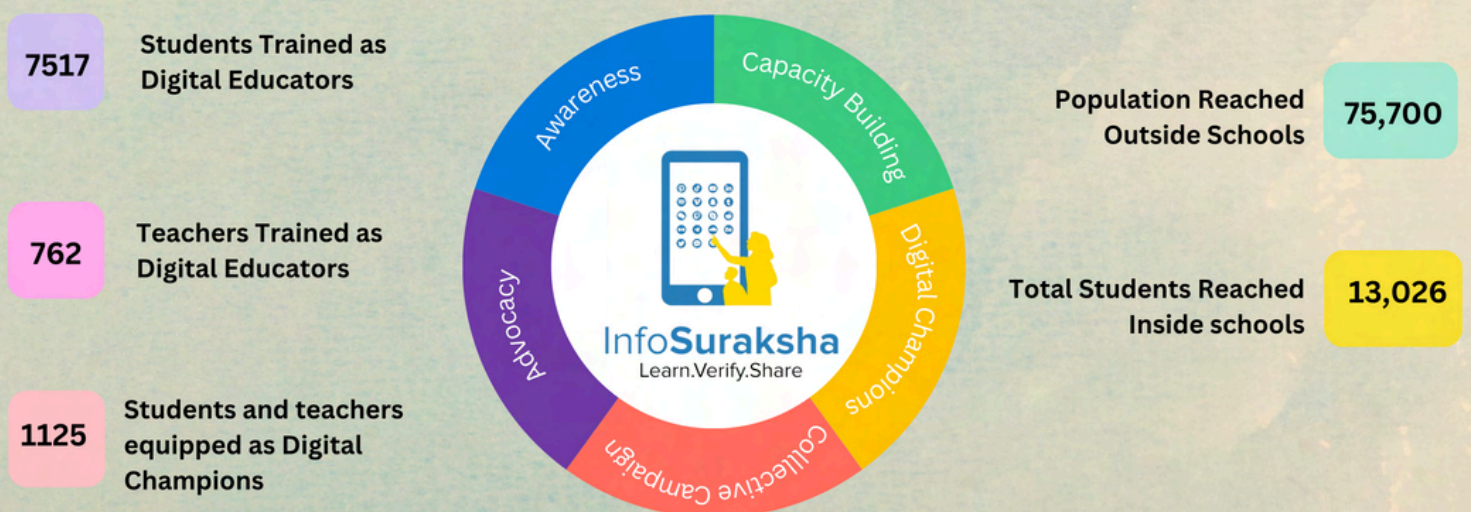 7517
Students Trained as
Digital Educators
762
Teachers Trained as
Digital Educators
1125
Students and teachers
equipped as Digital
Champions
Awareness
Capacity Building
Digital Champions
Colllective Campaign
Advocacy
InfoSuraksha
Learn.Verify.Share
Population Reached
Outside Schools
75,700
Total Students Reached
Inside schools
13,026